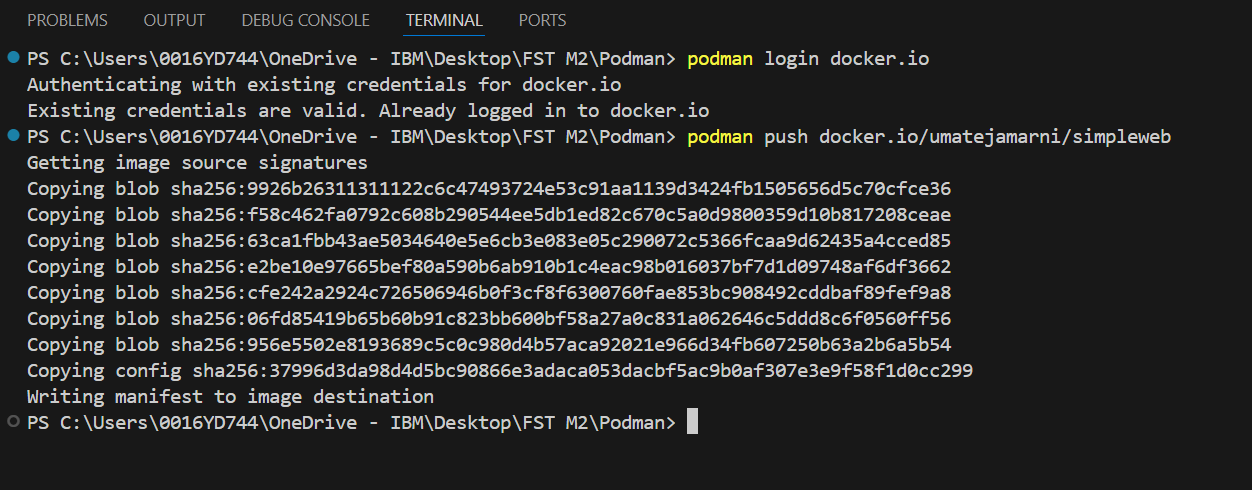 PROBLEMS OUTPUT DEBUG CONSOLE TERMINAL PORTS
PS C:\Users\0016YD744\OneDrive - IBM\Desktop\FST M2\Podman> podman login docker.io
Authenticating with existing credentials for docker.io
Existing credentials are valid. Already logged in to docker.io
PS C:\Users\0016YD744\OneDrive - IBM\Desktop\FST M2\Podman> podman push docker.io/umatejamarni/simpleweb
Getting image source signatures
Copying blob sha256:9926b26311311122c6c47493724e53c91aa1139d3424fb1505656d5c70cfce36
Copying blob sha256:f58c462fa0792c608b290544ee5db1ed82c670c5a0d9800359d10b817208ceae
Copying blob sha256:63ca1fbb43ae5034640e5e6cb3e083e05c290072c5366fcaa9d62435a4cced85
Copying blob sha256:e2be10e97665bef80a590b6ab910b1c4eac98b016037bf7d1d09748af6df3662
Copying blob sha256:cfe242a2924c726506946b0f3cf8f6300760fae853bc908492cddbaf89fef9a8
Copying blob sha256:06fd85419b65b60b91c823bb600bf58a27a0c831a062646c5ddd8c6f0560ff56
Copying blob sha256:956e5502e8193689c5c0c980d4b57aca92021e966d34fb607250b63a2b6a5b54
Copying config sha256:37996d3da98d4d5bc90866e3adaca053dacbf5ac9b0af307e3e9f58f1d0cc299
Writing manifest to image destination
PS C:\Users\0016YD744\OneDrive - IBM\Desktop\FST M2\Podman>